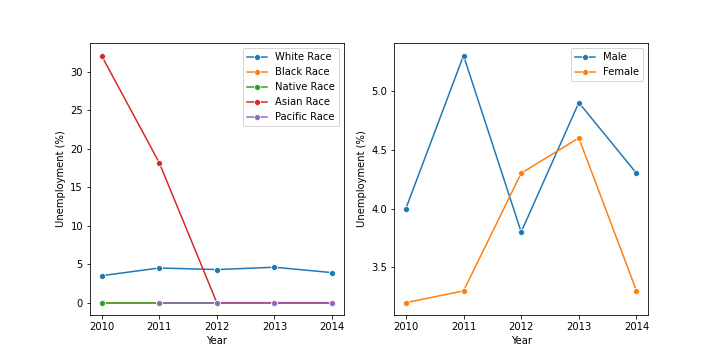 Unemployment (%)
30
25
20
15
10
5
0
2010 2011 2012 2013 2014
Year
White Race
Black Race
Native Race
Asian Race
Pacific Race
Unemployment (%)
5.0
4.5
4.0
3.5
2010 2011 2012 2013 2014
Year
Male
Female